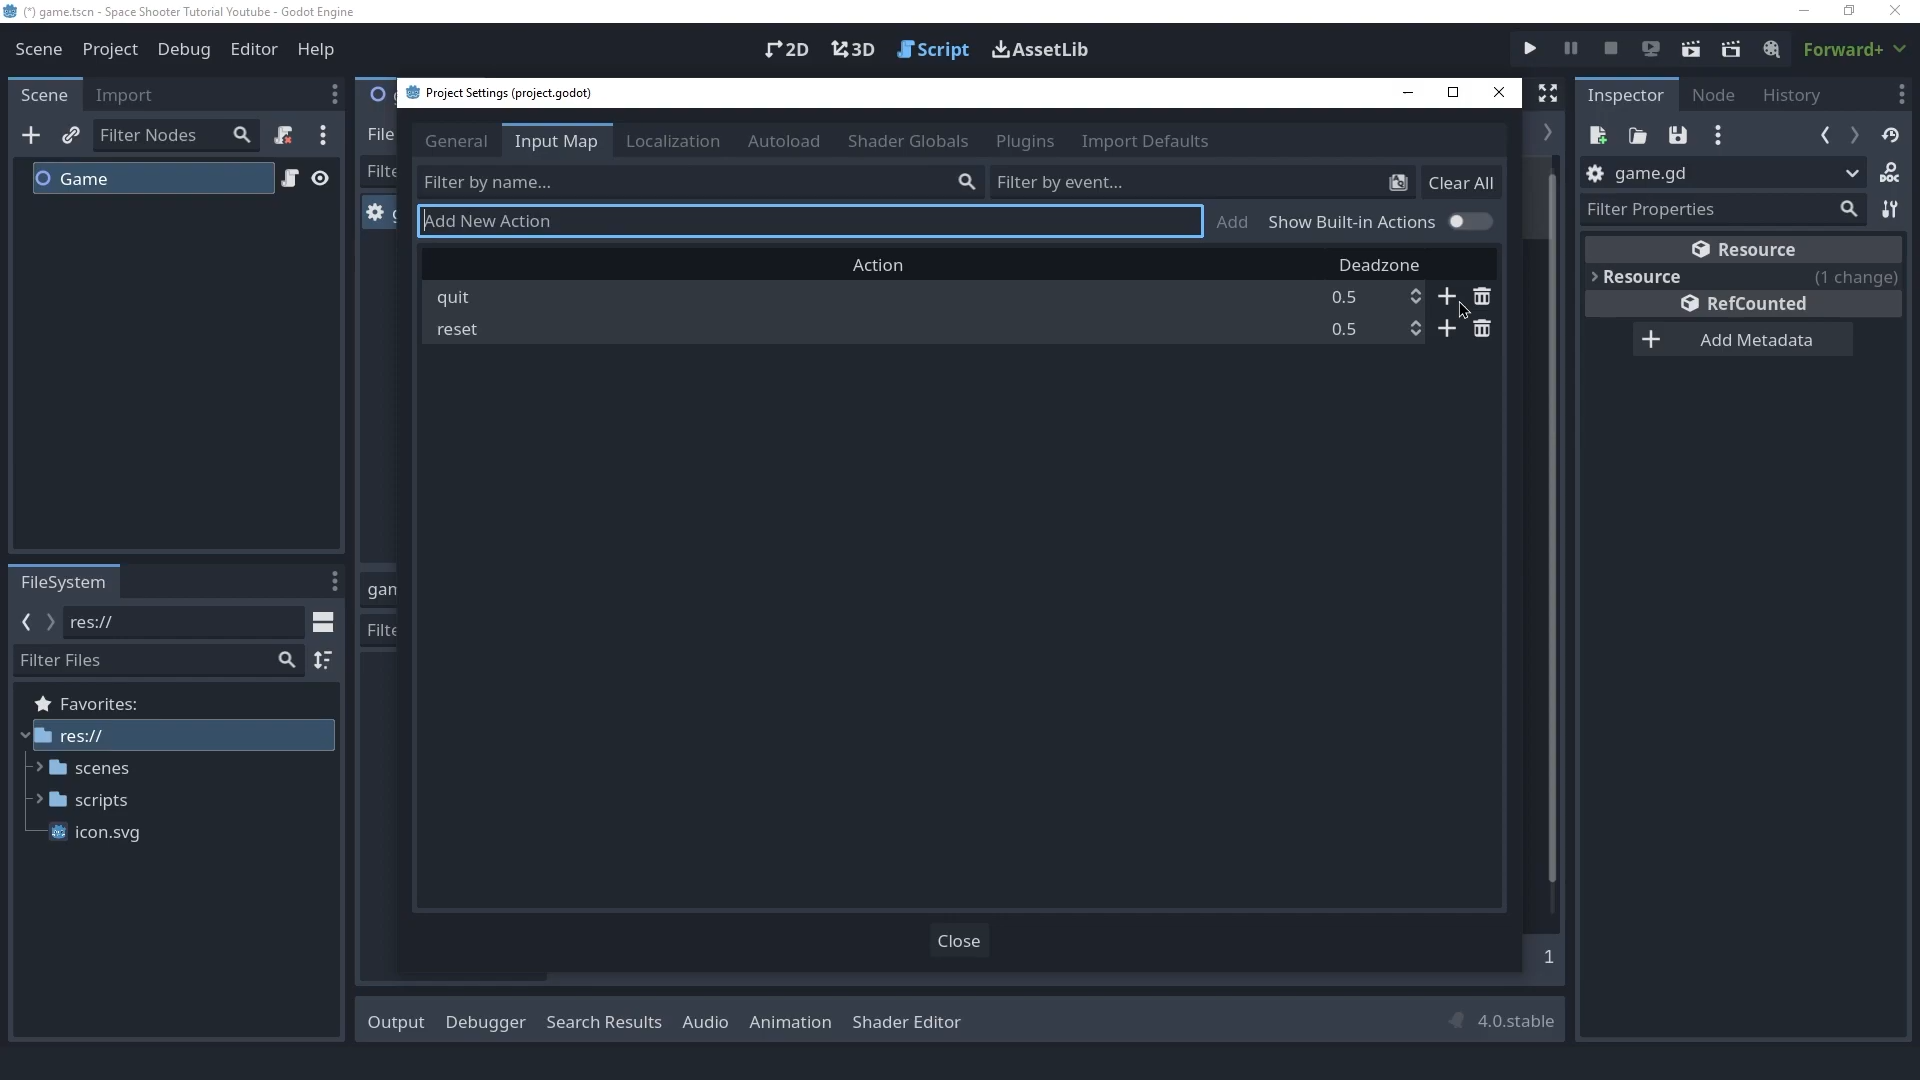 (*) game.tscn - Space Shooter Tutorial Youtube - Godot Engine
Scene Project Debug Editor Help
2D 3D Script AssetLib
Forward+
Scene Import
Filter Nodes
Game
FileSystem
res://
Filter Files
Favorites:
res://
scenes
scripts
icon.svg
File
Filte
gam
Filte
Project Settings (project.godot)
General Input Map Localization Autoload Shader Globals Plugins Import Defaults
Filter by name... Filter by event... Clear All
Add New Action Add Show Built-in Actions
Action Deadzone
quit 0.5
reset 0.5
Close
1
Output Debugger Search Results Audio Animation Shader Editor 4.0.stable
Inspector Node History
game.gd
DOC
Filter Properties
Resource
Resource (1 change)
RefCounted
Add Metadata